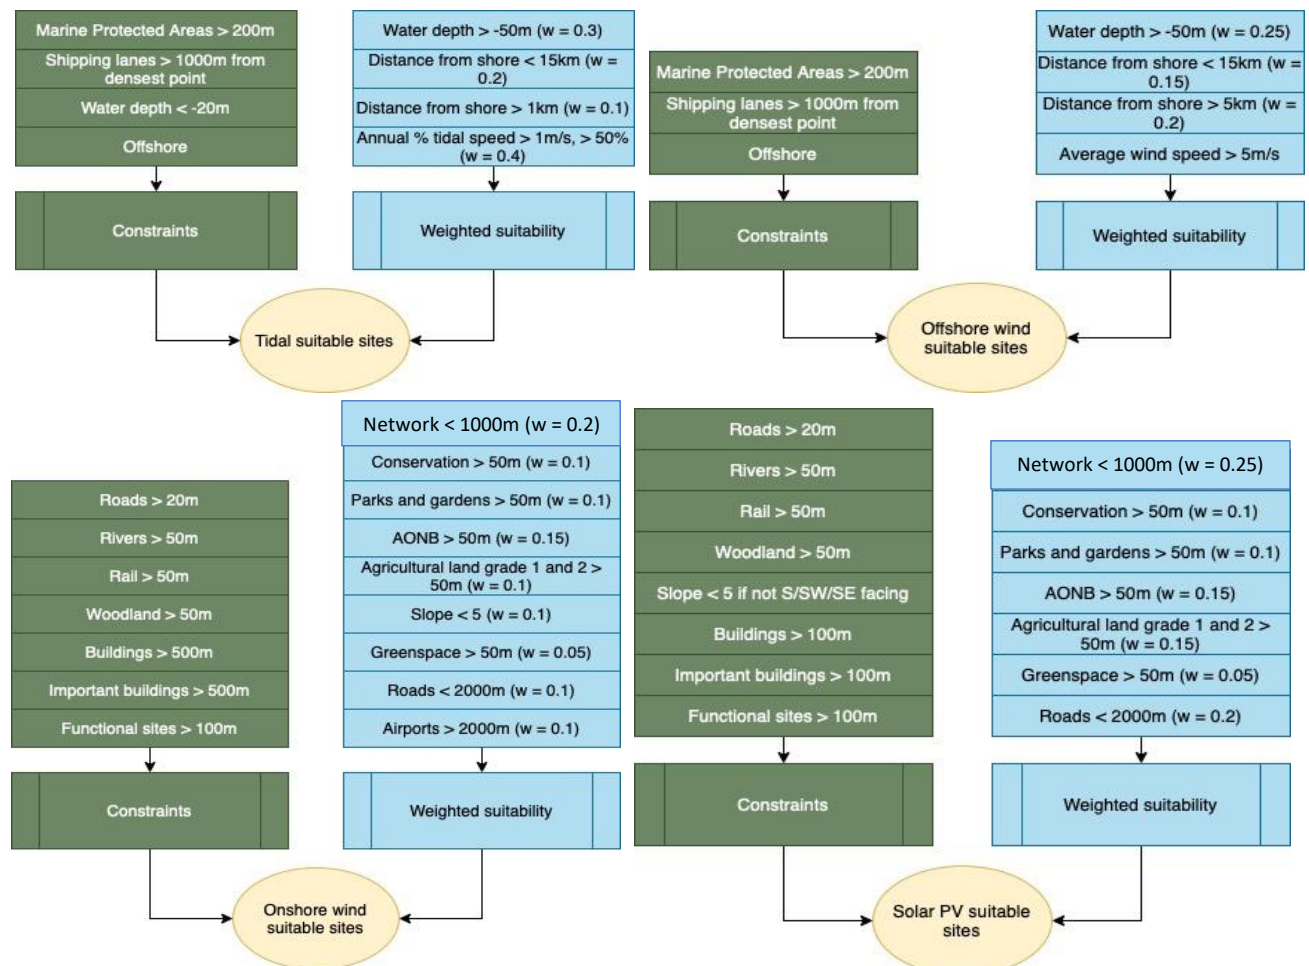 Marine Protected Areas > 200m
Shipping lanes > 1000m from
densest point
Water depth < -20m
Offshore
Constraints
Water depth > -50m (w = 0.3)
Distance from shore < 15km (w =
0.2)
Distance from shore > 1km (w = 0.1)
Annual % tidal speed > 1m/s, > 50%
(w = 0.4)
Weighted suitability
Tidal suitable sites
Marine Protected Areas > 200m
Shipping lanes > 1000m from
densest point
Offshore
Constraints
Water depth > -50m (w = 0.25)
Distance from shore < 15km (w =
0.15)
Distance from shore > 5km (w =
0.2)
Average wind speed > 5m/s
Weighted suitability
Offshore wind
suitable sites
Roads > 20m
Rivers > 50m
Rail > 50m
Woodland > 50m
Buildings > 500m
Important buildings > 500m
Functional sites > 100m
Constraints
Network < 1000m (w = 0.2)
Conservation > 50m (w = 0.1)
Parks and gardens > 50m (w = 0.1)
AONB > 50m (w = 0.15)
Agricultural land grade 1 and 2 >
50m (w = 0.1)
Slope < 5 (w = 0.1)
Greenspace > 50m (w = 0.05)
Roads < 2000m (w = 0.1)
Airports > 2000m (w = 0.1)
Weighted suitability
Onshore wind
suitable sites
Roads > 20m
Rivers > 50m
Rail > 50m
Woodland > 50m
Slope < 5 if not S/SW/SE facing
Buildings > 100m
Important buildings > 100m
Functional sites > 100m
Constraints
Network < 1000m (w = 0.25)
Conservation > 50m (w = 0.1)
Parks and gardens > 50m (w = 0.1)
AONB > 50m (w = 0.15)
Agricultural land grade 1 and 2 >
50m (w = 0.15)
Greenspace > 50m (w = 0.05)
Roads < 2000m (w = 0.2)
Weighted suitability
Solar PV suitable
sites